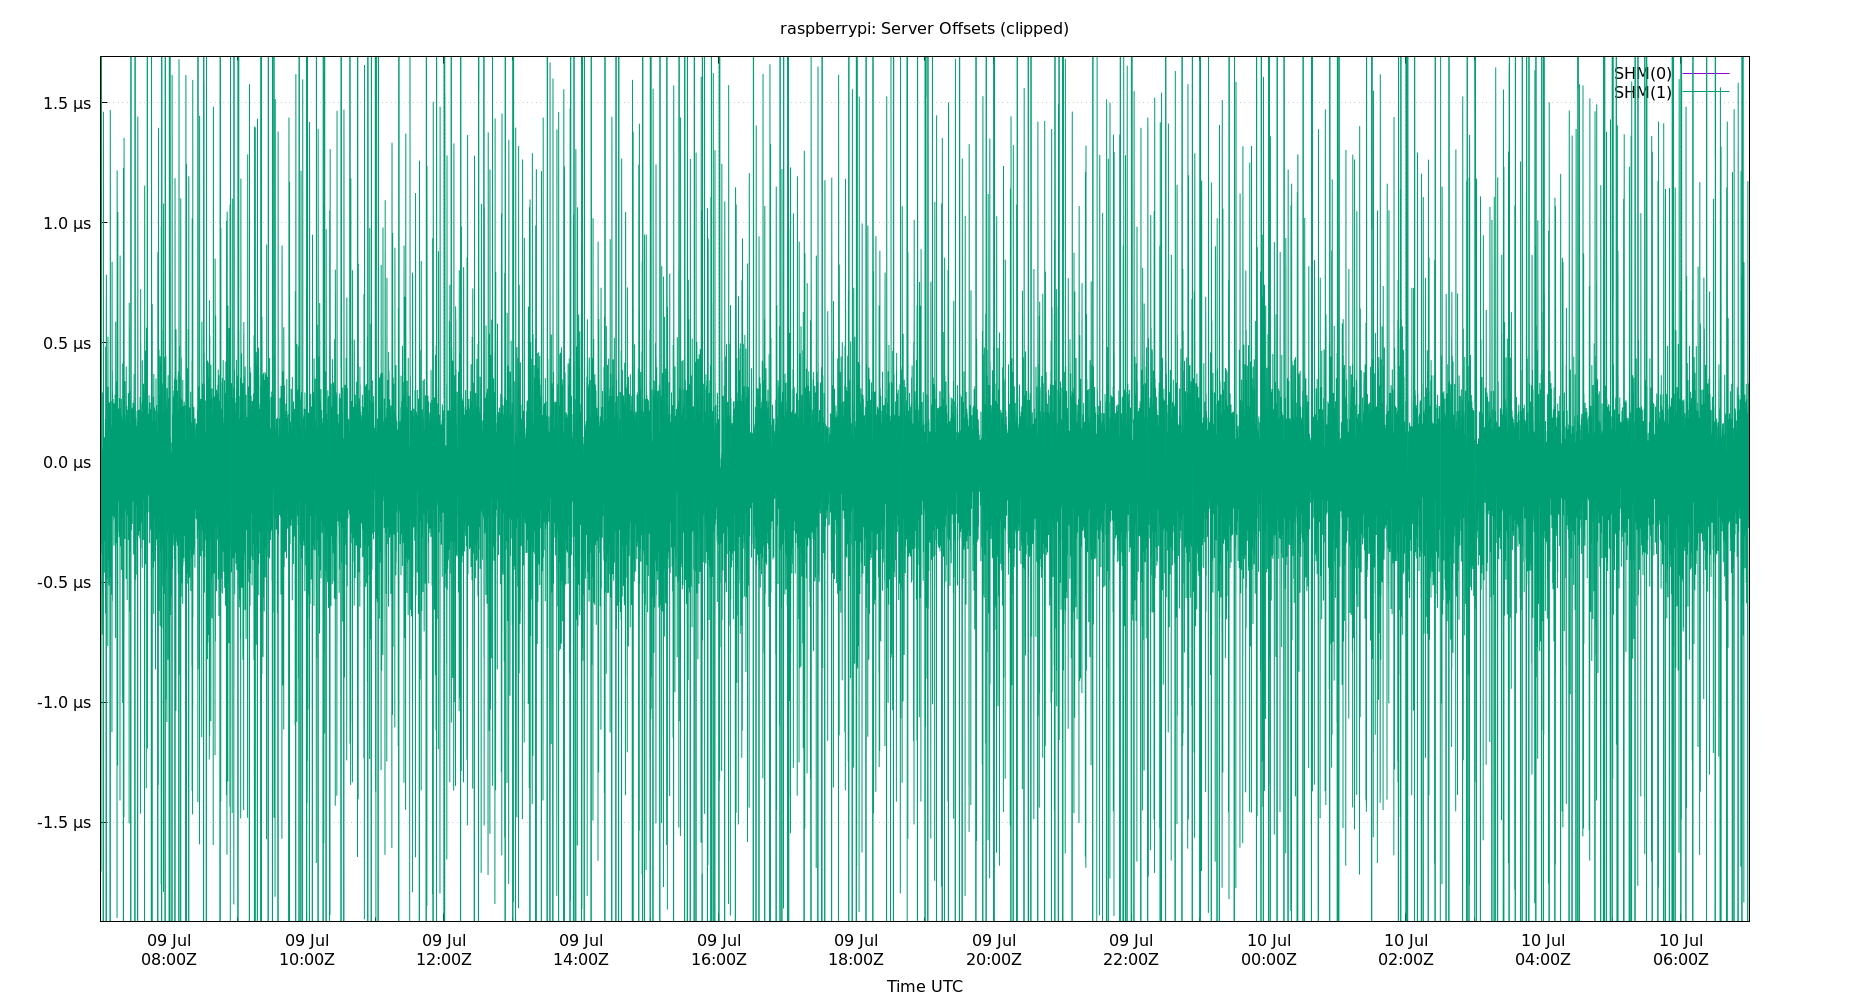 raspberrypi: Server Offsets (clipped)
SHM(0)
SHM(1)
1.5 µs
1.0 µs
0.5 µs
0.0 µs
-0.5 µs
-1.0 µs
-1.5 µs
09 Jul 09 Jul 09 Jul 09 Jul 09 Jul 09 Jul 09 Jul 09 Jul 10 Jul 10 Jul 10 Jul 10 Jul
08:00Z 10:00Z 12:00Z 14:00Z 16:00Z 18:00Z 20:00Z 22:00Z 00:00Z 02:00Z 04:00Z 06:00Z
Time UTC